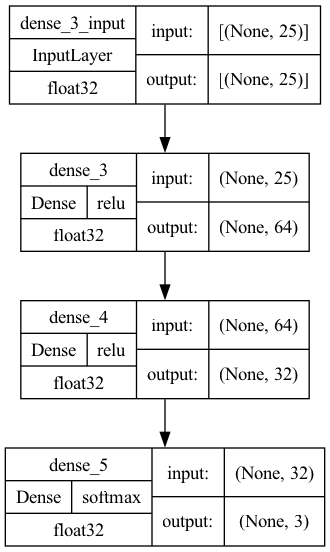 dense_3_input
InputLayer
float32
input:
[(None, 25)]
output:
[(None, 25)]
dense_3
Dense
relu
float32
input:
(None, 25)
output:
(None, 64)
dense_4
Dense
relu
float32
input:
(None, 64)
output:
(None, 32)
dense_5
Dense
softmax
float32
input:
(None, 32)
output:
(None, 3)